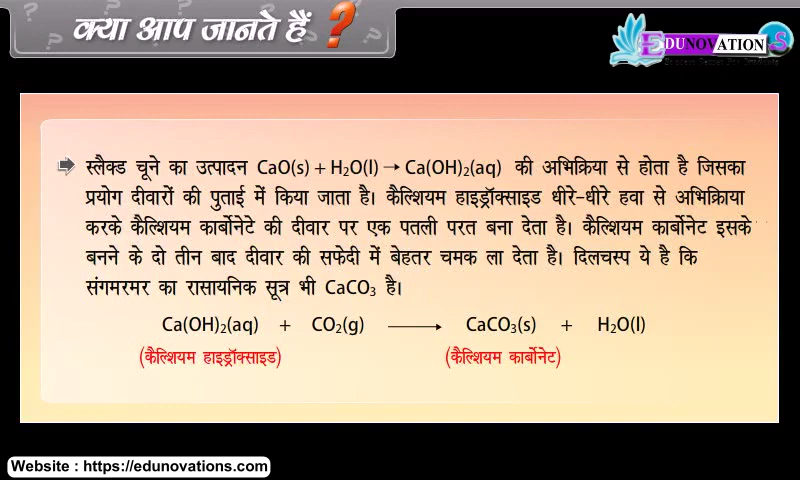 क्या आप जानते हैं ?
EDUNOVATION.S
स्लैक्ड चूने का उत्पादन CaO(s) + H₂O(l) → Ca(OH)₂(aq) की अभिक्रिया से होता है जिसका
प्रयोग दीवारों की पुताई में किया जाता है। कैल्शियम हाइड्रॉक्साइड धीरे-धीरे हवा से अभिक्रिाया
करके कैल्शियम कार्बोनेटे की दीवार पर एक पतली परत बना देता है। कैल्शियम कार्बोनेट इसके
बनने के दो तीन बाद दीवार की सफेदी में बेहतर चमक ला देता है। दिलचस्प ये है कि
संगमरमर का रासायनिक सूत्र भी CaCO₃ है।
Ca(OH)₂(aq) + CO₂(g) ⟶ CaCO₃(s) + H₂O(l)
(कैल्शियम हाइड्रॉक्साइड) (कैल्शियम कार्बोनेट)
Website : https://edunovations.com